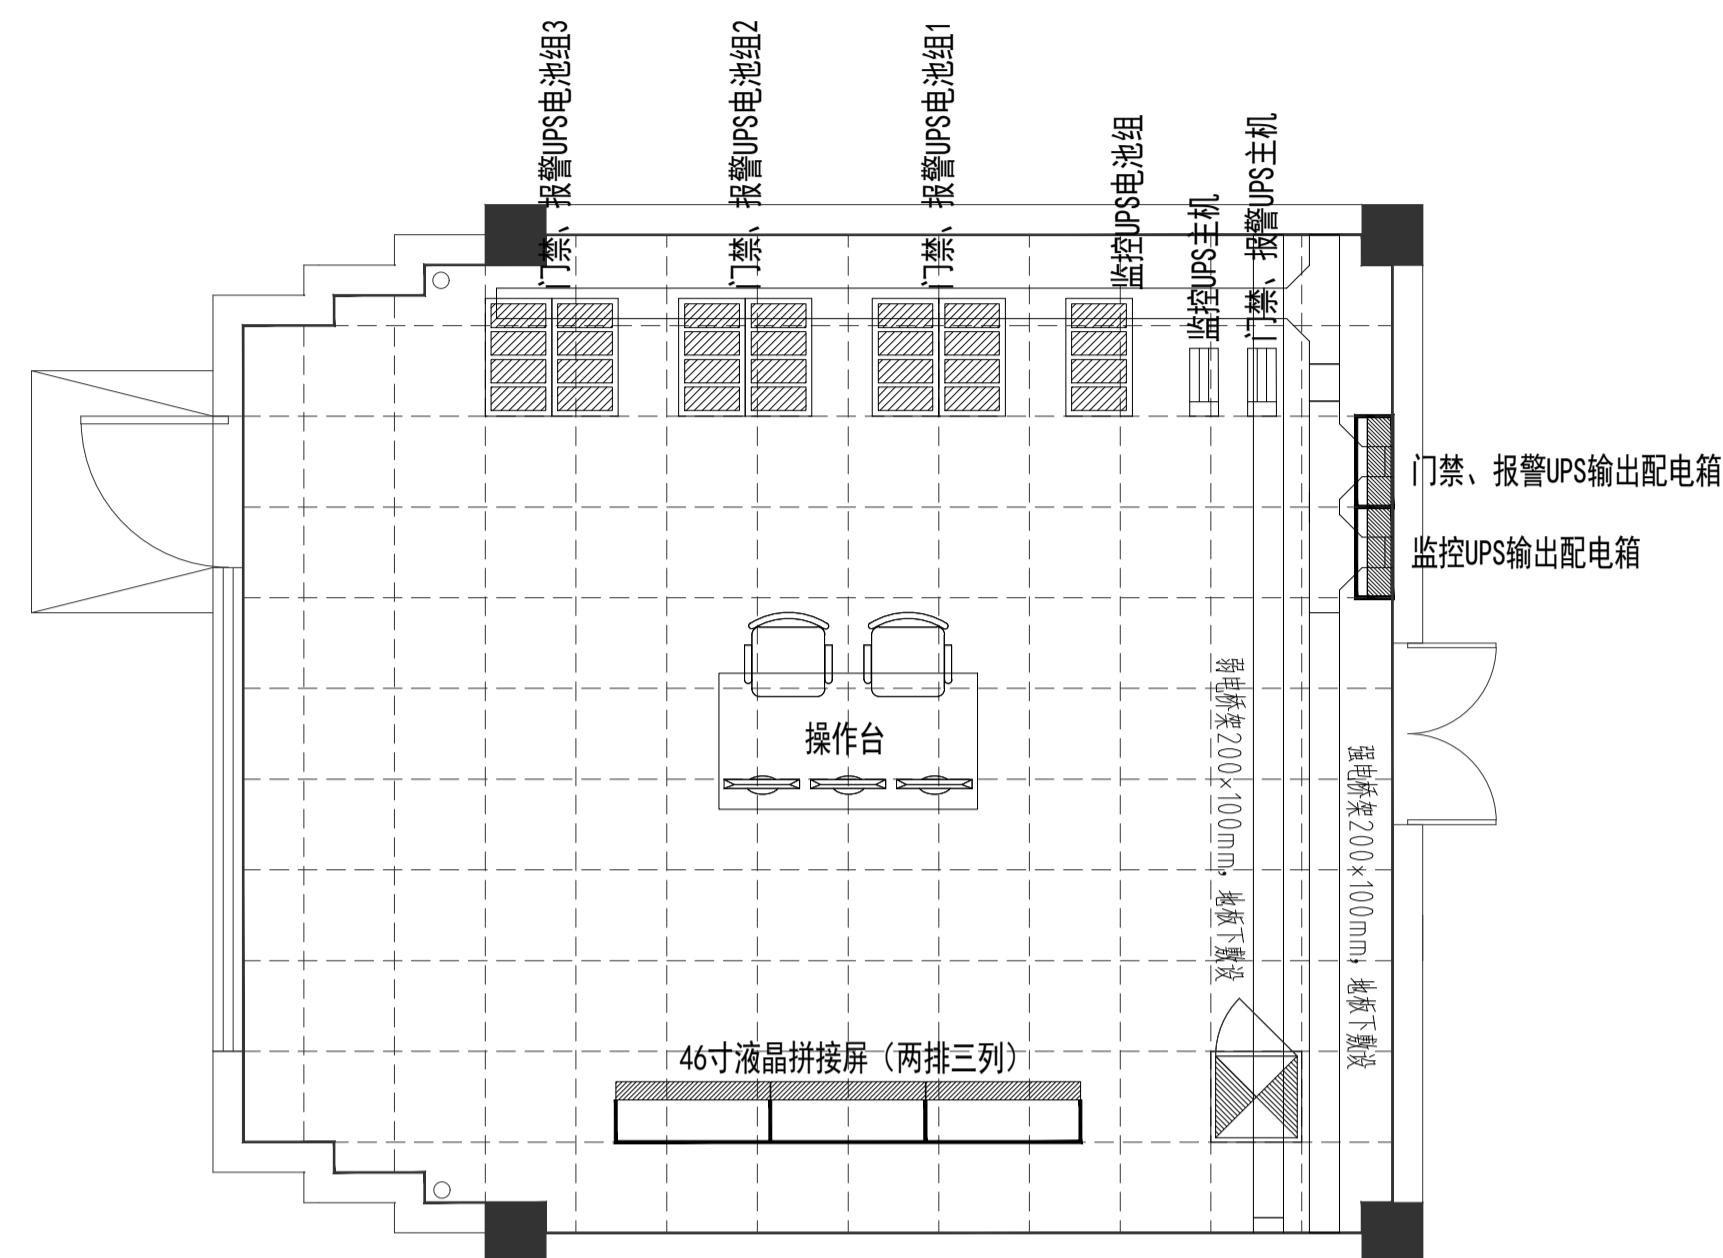 门禁、报警UPS电池组3
门禁、报警UPS电池组2
门禁、报警UPS电池组1
监控UPS电池组
监控UPS主机
门禁、报警UPS主机
门禁、报警UPS输出配电箱
监控UPS输出配电箱
操作台
弱电桥架200×100mm，地板下敷设
强电桥架200×100mm，地板下敷设
46寸液晶拼接屏（两排三列）